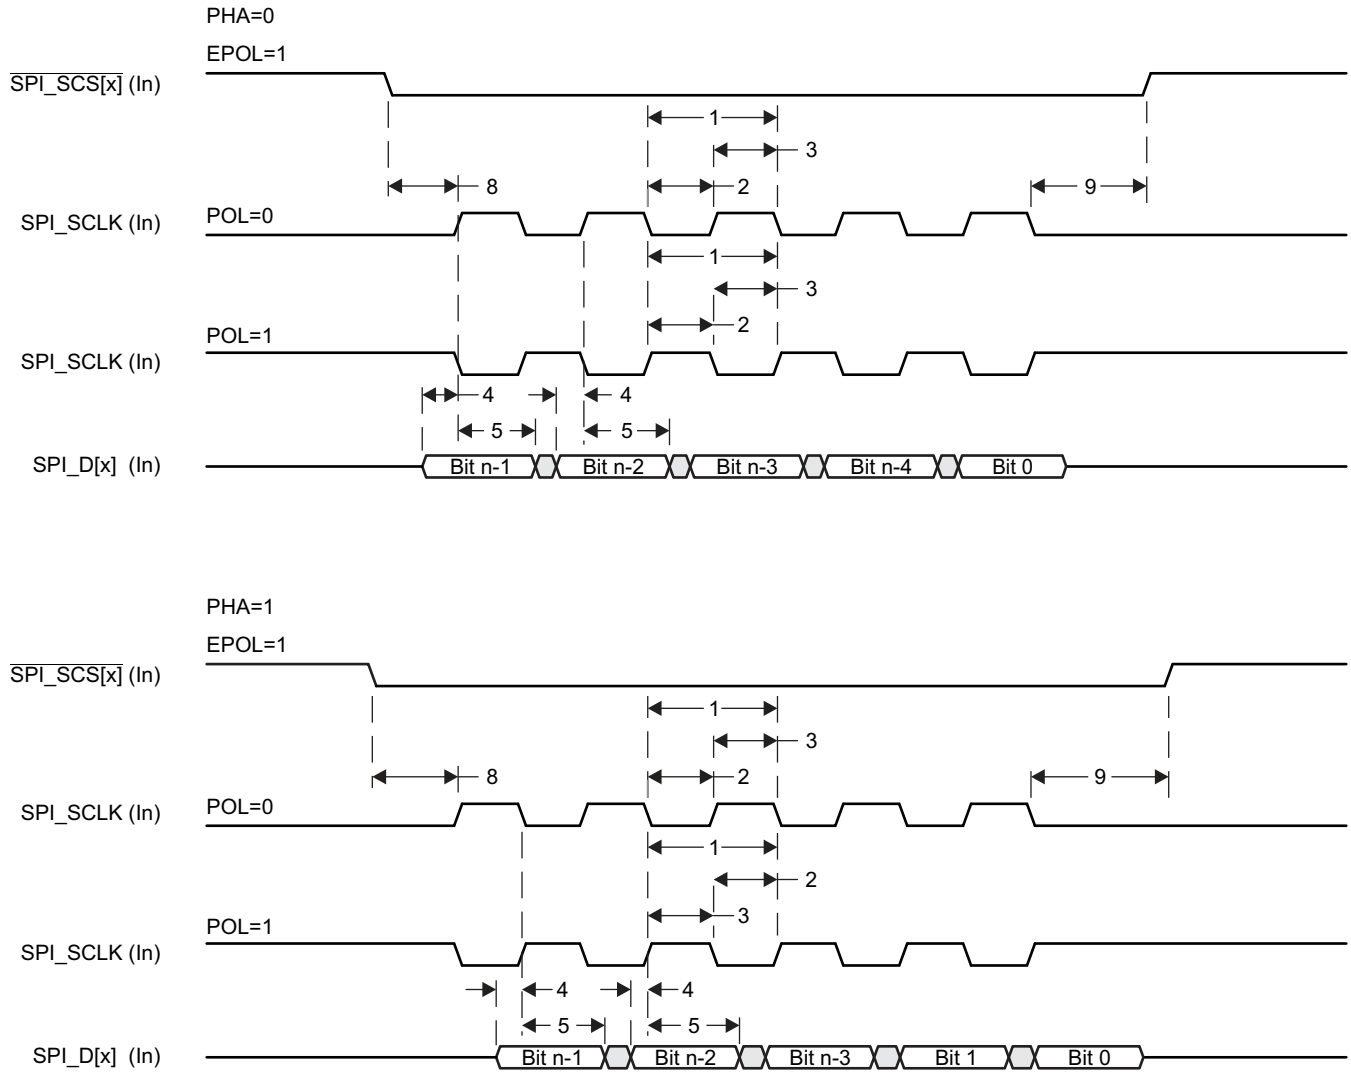 PHA=0
EPOL=1
SPI_SCS[x] (In)
1
3
8
2
9
SPI_SCLK (In)
POL=0
1
3
2
POL=1
SPI_SCLK (In)
4
4
5
5
SPI_D[x] (In)
Bit n-1
Bit n-2
Bit n-3
Bit n-4
Bit 0
PHA=1
EPOL=1
SPI_SCS[x] (In)
1
3
8
2
9
SPI_SCLK (In)
POL=0
1
2
3
POL=1
SPI_SCLK (In)
4
4
5
5
SPI_D[x] (In)
Bit n-1
Bit n-2
Bit n-3
Bit 1
Bit 0